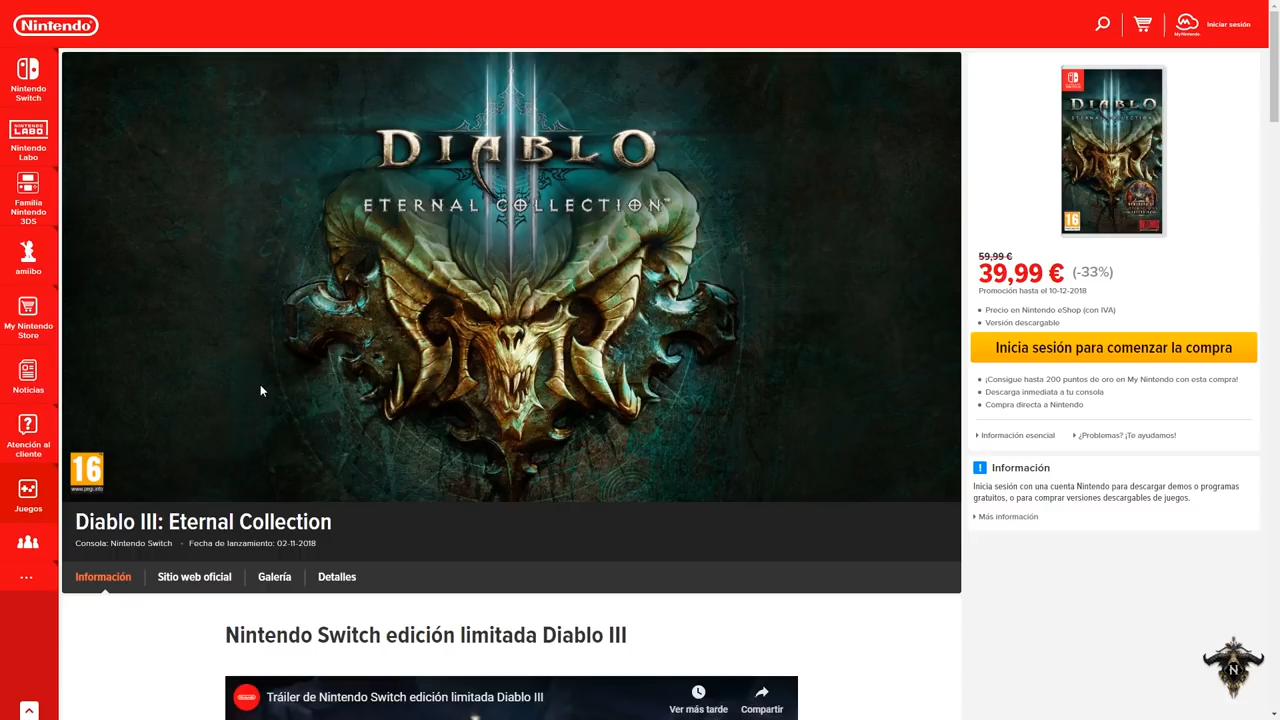 Nintendo
My Nintendo
Iniciar sesión
Nintendo
Switch
NINTENDO
LABO
Nintendo
Labo
Familia
Nintendo
3DS
amiibo
My Nintendo
Store
Noticias
Atención al
cliente
Juegos
...
DIABLO
ETERNAL COLLECTION™
16
www.pegi.info
Diablo III: Eternal Collection
Consola: Nintendo Switch - Fecha de lanzamiento: 02-11-2018
Información
Sitio web oficial
Galería
Detalles
Nintendo Switch edición limitada Diablo III
Tráiler de Nintendo Switch edición limitada Diablo III
Ver más tarde
Compartir
DIABLO
ETERNAL COLLECTION
16
59,99 €
39,99 € (-33%)
Promoción hasta el 10-12-2018
Precio en Nintendo eShop (con IVA)
Versión descargable
Inicia sesión para comenzar la compra
¡Consigue hasta 200 puntos de oro en My Nintendo con esta compra!
Descarga inmediata a tu consola
Compra directa a Nintendo
Información esencial
¿Problemas? ¡Te ayudamos!
! Información
Inicia sesión con una cuenta Nintendo para descargar demos o programas
gratuitos, o para comprar versiones descargables de juegos.
Más información
N